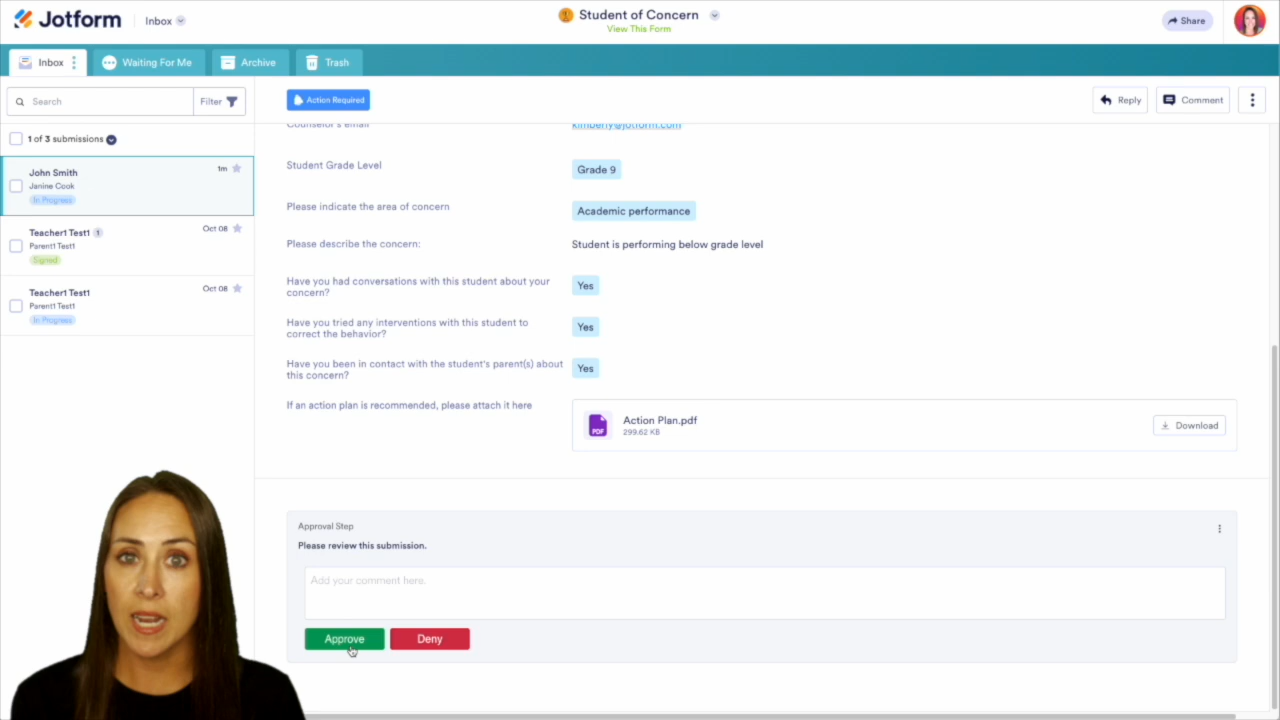 Jotform
Inbox
Student of Concern
View This Form
Share
Inbox
Waiting For Me
Archive
Trash
Search
Filter
Action Required
Reply
Comment
1 of 3 submissions
John Smith
1m
Janine Cook
In Progress
Teacher1 Test1 1
Oct 08
Parent1 Test1
Signed
Teacher1 Test1
Oct 08
Parent1 Test1
In Progress
Counselor's email
kimberly@jotform.com
Student Grade Level
Grade 9
Please indicate the area of concern
Academic performance
Please describe the concern:
Student is performing below grade level
Have you had conversations with this student about your
concern?
Yes
Have you tried any interventions with this student to
correct the behavior?
Yes
Have you been in contact with the student's parent(s) about
this concern?
Yes
If an action plan is recommended, please attach it here
PDF
Action Plan.pdf
299.62 KB
Download
Approval Step
Please review this submission.
Add your comment here.
Approve
Deny